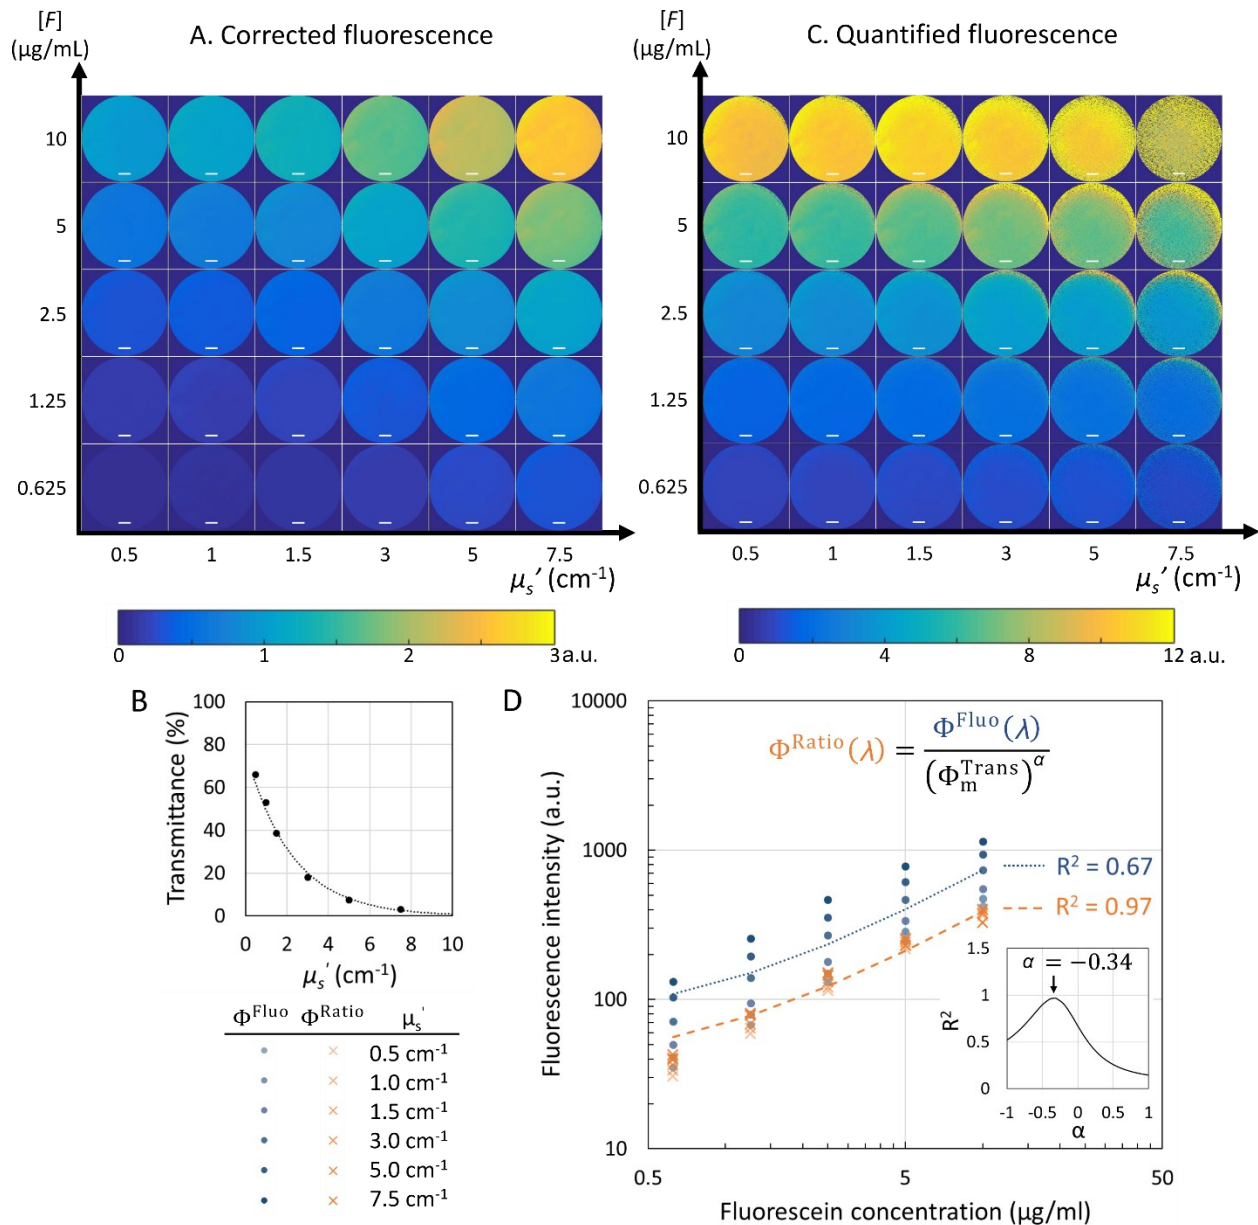 [F]
(µg/mL)
A. Corrected fluorescence
10
5
2.5
1.25
0.625
0.5 1 1.5 3 5 7.5
μs' (cm-1)
0 1 2 3 a.u.
[F]
(µg/mL)
C. Quantified fluorescence
10
5
2.5
1.25
0.625
0.5 1 1.5 3 5 7.5
μs' (cm-1)
0 4 8 12 a.u.
B
Transmittance (%)
100
80
60
40
20
0
0 2 4 6 8 10
μs' (cm-1)
ΦFluo ΦRatio μs'
0.5 cm-1
1.0 cm-1
1.5 cm-1
3.0 cm-1
5.0 cm-1
7.5 cm-1
D
Fluorescence intensity (a.u.)
10000
1000
100
10
ΦRatio(λ) = ΦFluo(λ) / (ΦmTrans)α
R2 = 0.67
R2 = 0.97
α = −0.34
R2
1.5
1
0.5
0
-1 -0.5 0 0.5 1
α
0.5 5 50
Fluorescein concentration (µg/ml)